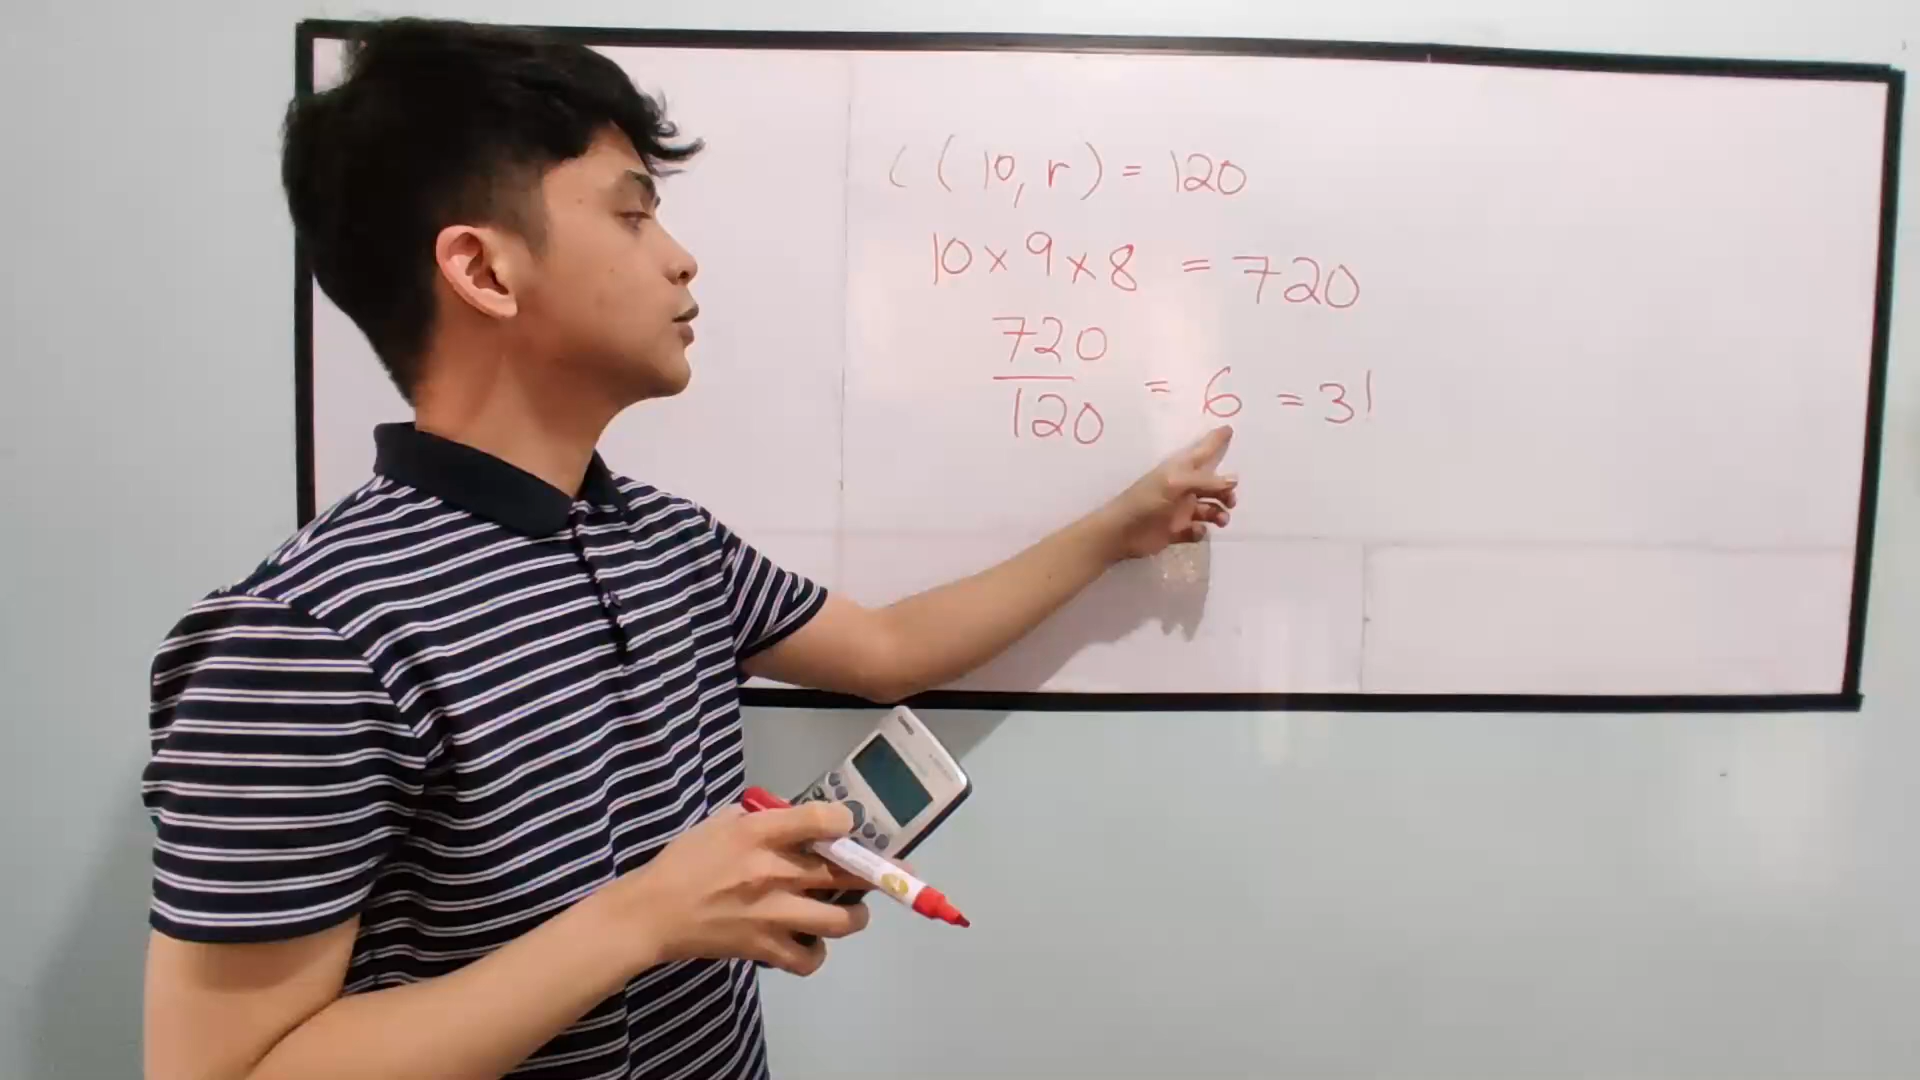 C(10, r) = 120
10 x 9 x 8 = 720
720
120
= 6 = 3!